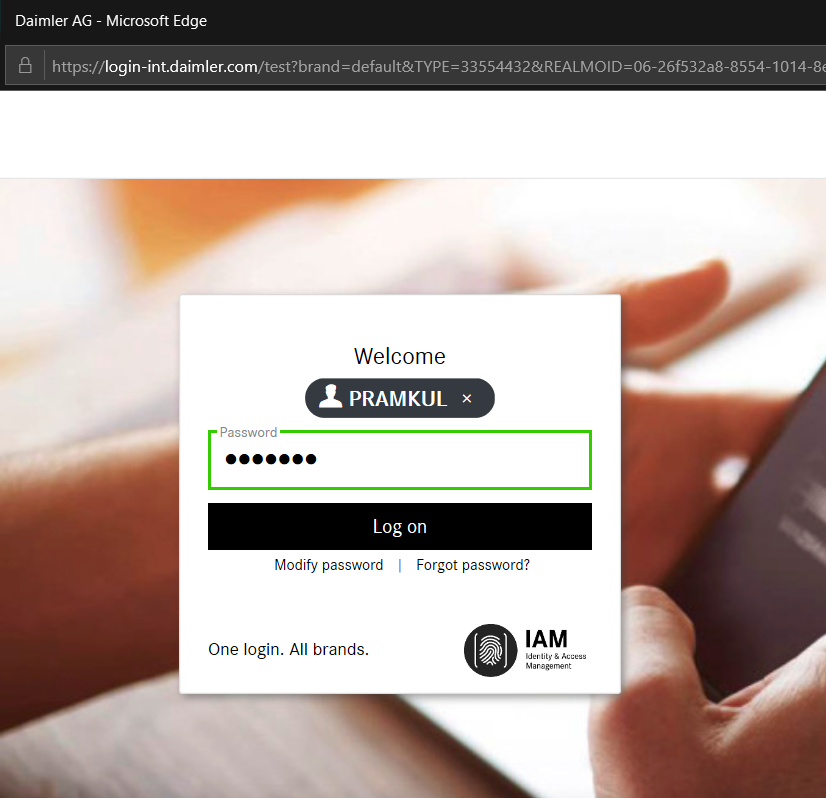 Daimler AG - Microsoft Edge
https://login-int.daimler.com/test?brand=default&TYPE=33554432&REALMOID=06-26f532a8-8554-1014-8e
Welcome
PRAMKUL ×
Password
●●●●●●●
Log on
Modify password | Forgot password?
One login. All brands.
IAM
Identity & Access
Management